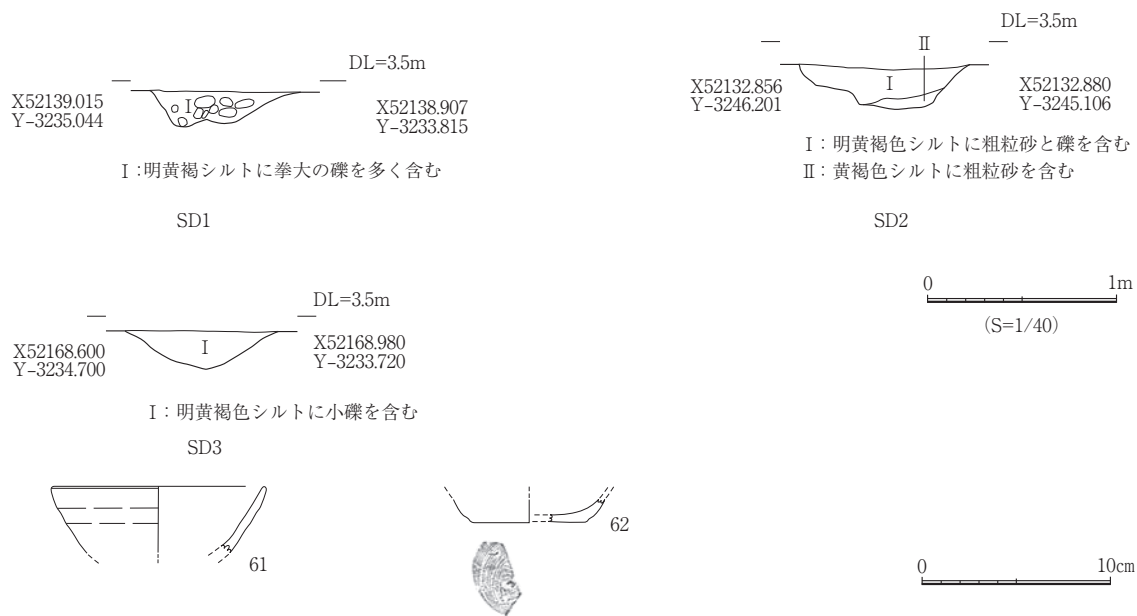 DL=3.5m
X52139.015
Y-3235.044
I
X52138.907
Y-3233.815
I：明黄褐シルトに拳大の礫を多く含む
SD1
DL=3.5m
II
I
X52132.856
Y-3246.201
X52132.880
Y-3245.106
I：明黄褐色シルトに粗粒砂と礫を含む
II：黄褐色シルトに粗粒砂を含む
SD2
DL=3.5m
X52168.600
Y-3234.700
I
X52168.980
Y-3233.720
I：明黄褐色シルトに小礫を含む
SD3
0 1m
(S=1/40)
61
62
0 10cm